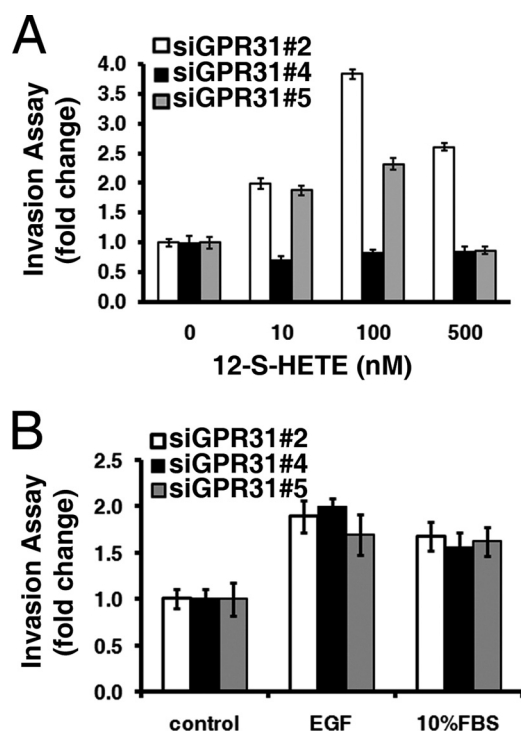 A
siGPR31#2
siGPR31#4
siGPR31#5
Invasion Assay
(fold change)
4.0
3.5
3.0
2.5
2.0
1.5
1.0
0.5
0.0
0 10 100 500
12-S-HETE (nM)
B
siGPR31#2
siGPR31#4
siGPR31#5
Invasion Assay
(fold change)
2.5
2.0
1.5
1.0
0.5
0.0
control EGF 10%FBS